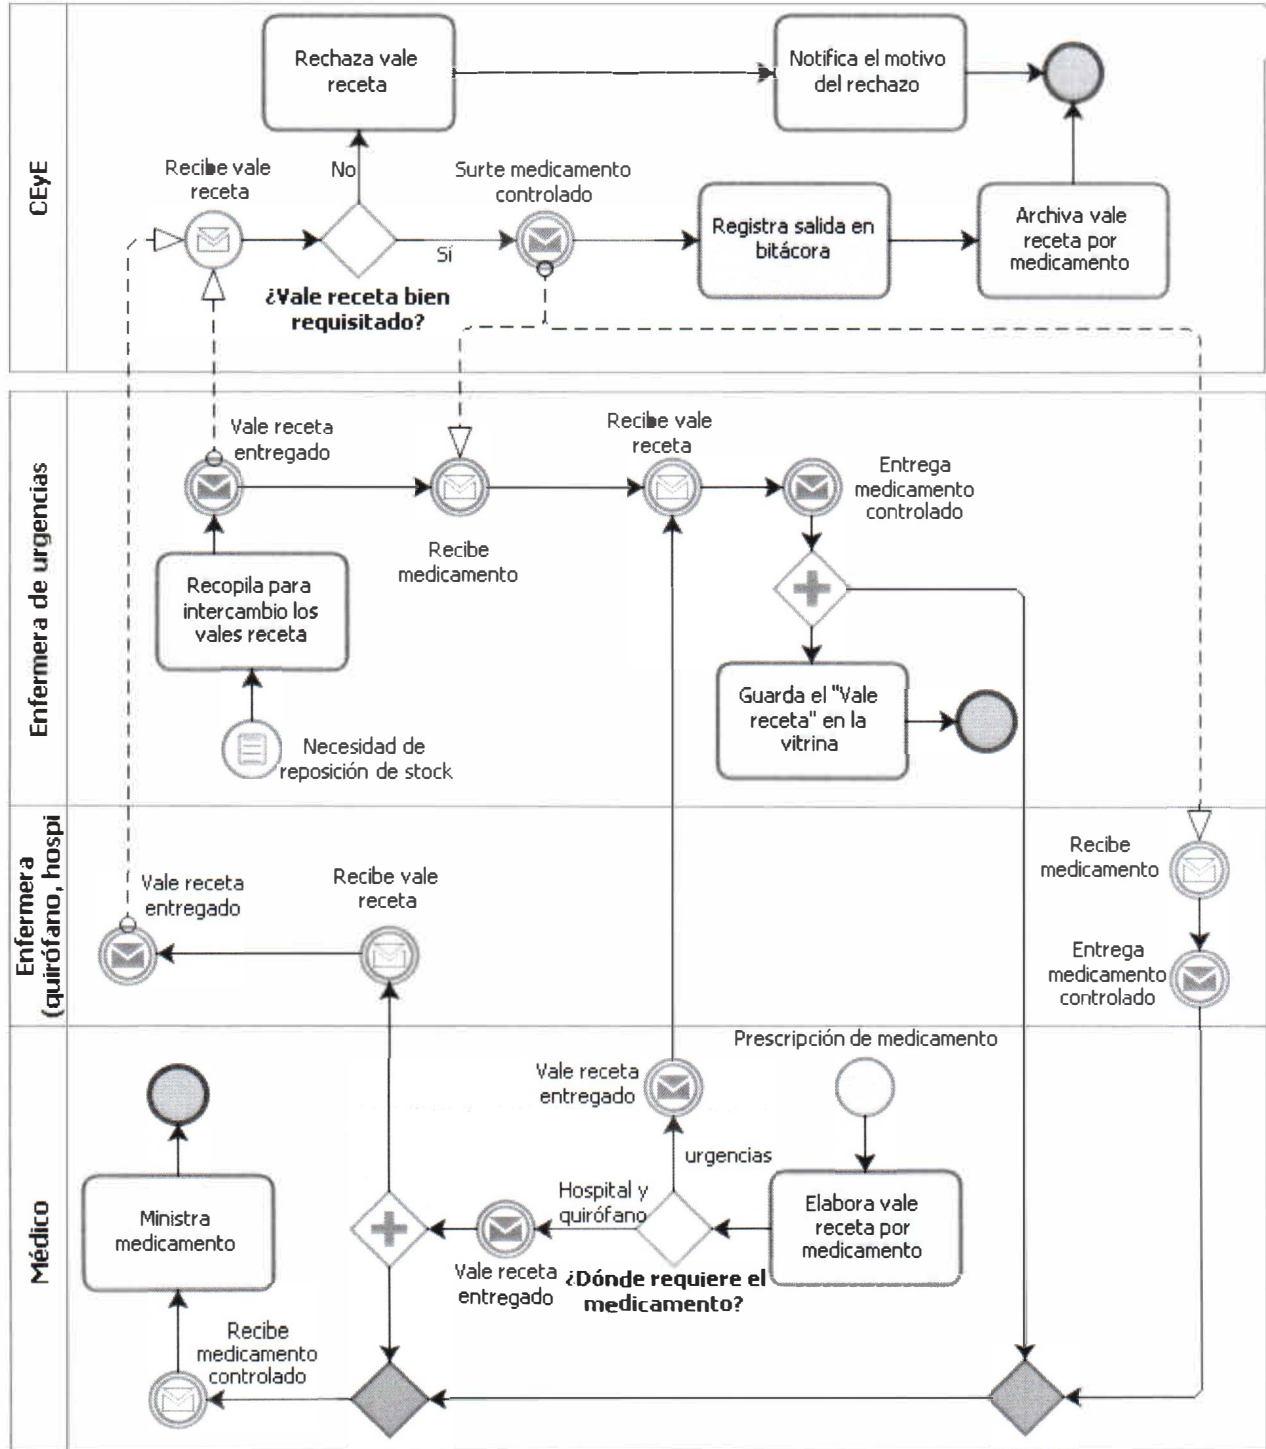 CEyE
Rechaza vale
receta
Notifica el motivo
del rechazo
Recibe vale
receta
No
Surte medicamento
controlado
Sí
¿Vale receta bien
requisitado?
Registra salida en
bitácora
Archiva vale
receta por
medicamento
Enfermera de urgencias
Vale receta
entregado
Recibe
medicamento
Recibe vale
receta
Entrega
medicamento
controlado
Recopila para
intercambio los
vales receta
Necesidad de
reposición de stock
Guarda el "Vale
receta" en la
vitrina
Enfermera
(quirófano, hospi
Vale receta
entregado
Recibe vale
receta
Recibe
medicamento
Entrega
medicamento
controlado
Médico
Prescripción de medicamento
Vale receta
entregado
urgencias
Hospital y
quirófano
Elabora vale
receta por
medicamento
¿Dónde requiere el
medicamento?
Vale receta
entregado
Ministra
medicamento
Recibe
medicamento
controlado